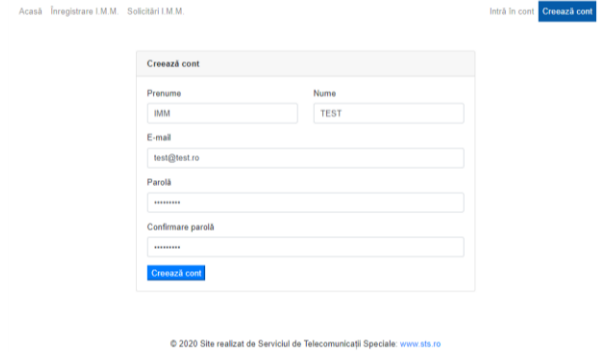 Acasă Înregistrare I.M.M. Solicitări I.M.M. Intră în cont Creează cont
Creează cont
Prenume Nume
IMM TEST
E-mail
test@test.ro
Parolă
•••••••••
Confirmare parolă
•••••••••
Creează cont
© 2020 Site realizat de Serviciul de Telecomunicații Speciale: www.sts.ro